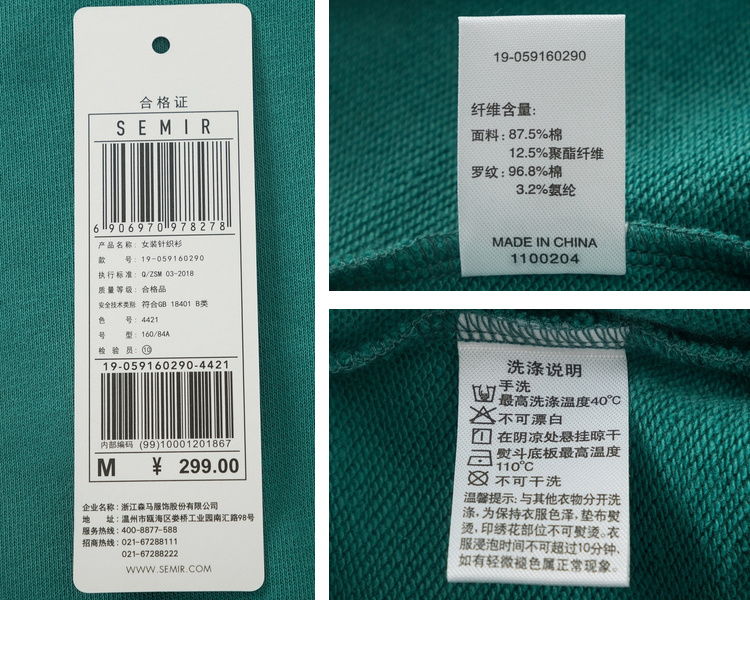 合格证
SEMIR
6 906970 978278
产品名称: 女装针织衫
款 号: 19-059160290
执行标准: Q/ZSM 03-2018
质量等级: 合格品
安全技术类别: 符合GB 18401 B类
色 号: 4421
号 型: 160/84A
检 验 员: ⑩
19-059160290-4421
内部编码 (99)10001201867
M ¥ 299.00
企业名称: 浙江森马服饰股份有限公司
地 址: 温州市瓯海区娄桥工业园南汇路98号
服务热线: 400-8877-588
招商热线: 021-67288111
021-67288222
WWW.SEMIR.COM
19-059160290
纤维含量:
面料: 87.5%棉
12.5%聚酯纤维
罗纹: 96.8%棉
3.2%氨纶
MADE IN CHINA
1100204
洗涤说明
手洗
最高洗涤温度40℃
不可漂白
在阴凉处悬挂晾干
熨斗底板最高温度
110℃
不可干洗
温馨提示: 与其他衣物分开洗
涤, 为保持衣服色泽, 垫布熨
烫, 印绣花部位不可熨烫。衣
服浸泡时间不可超过10分钟,
如有轻微褪色属正常现象。